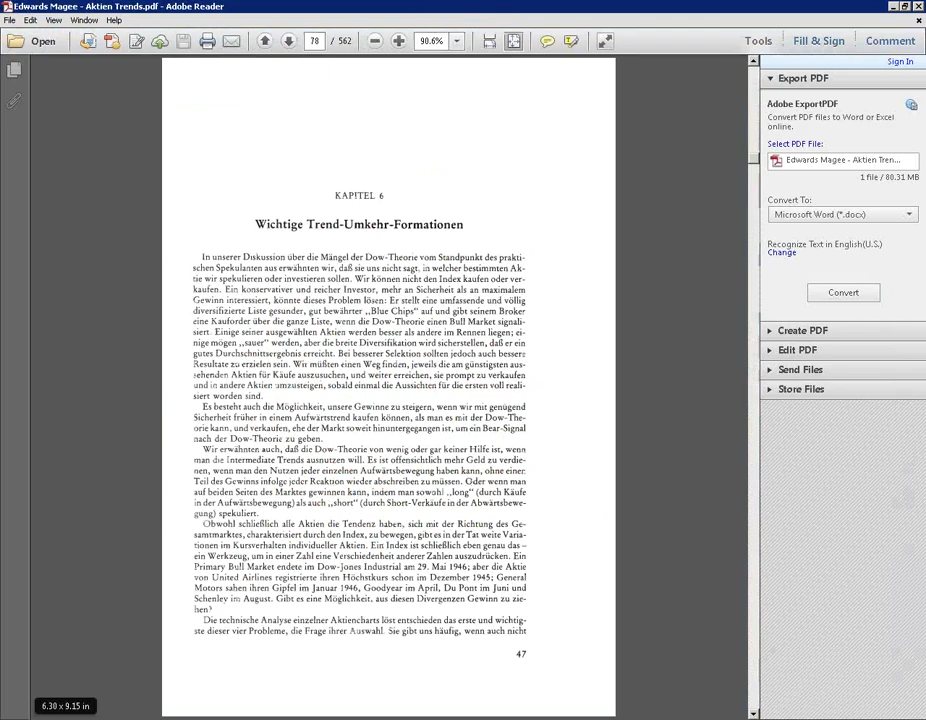 Edwards Magee - Aktien Trends.pdf - Adobe Reader
File Edit View Window Help
Open 78 / 562 90.6% Tools Fill & Sign Comment
Sign In
Export PDF
Adobe ExportPDF
Convert PDF files to Word or Excel
online.
Select PDF File:
Edwards Magee - Aktien Tren...
1 file / 80.31 MB
Convert To:
Microsoft Word (*.docx)
Recognize Text in English(U.S.)
Change
Convert
Create PDF
Edit PDF
Send Files
Store Files
KAPITEL 6
Wichtige Trend-Umkehr-Formationen
In unserer Diskussion über die Mängel der Dow-Theorie vom Standpunkt des prakti-
schen Spekulanten aus erwähnten wir, daß sie uns nicht sagt, in welcher bestimmten Ak-
tie wir spekulieren oder investieren sollen. Wir können nicht den Index kaufen oder ver-
kaufen. Ein konservativer und reicher Investor, mehr an Sicherheit als an maximalem
Gewinn interessiert, könnte dieses Problem lösen: Er stellt eine umfassende und völlig
diversifizierte Liste gesunder, gut bewährter ,,Blue Chips" auf und gibt seinem Broker
eine Kauforder über die ganze Liste, wenn die Dow-Theorie einen Bull Market signali-
siert. Einige seiner ausgewählten Aktien werden besser als andere im Rennen liegen; ei-
nige mögen ,,sauer" werden, aber die breite Diversifikation wird sicherstellen, daß er ein
gutes Durchschnittsergebnis erreicht. Bei besserer Selektion sollten jedoch auch bessere
Resultate zu erzielen sein. Wir müßten einen Weg finden, jeweils die am günstigsten aus-
sehenden Aktien für Käufe auszusuchen, und weiter erreichen, sie prompt zu verkaufen
und in andere Aktien umzusteigen, sobald einmal die Aussichten für die ersten voll reali-
siert worden sind.
Es besteht auch die Möglichkeit, unsere Gewinne zu steigern, wenn wir mit genügend
Sicherheit früher in einem Aufwärtstrend kaufen können, als man es mit der Dow-The-
orie kann, und verkaufen, ehe der Markt soweit hinuntergegangen ist, um ein Bear-Signal
nach der Dow-Theorie zu geben.
Wir erwähnten auch, daß die Dow-Theorie von wenig oder gar keiner Hilfe ist, wenn
man die Intermediate Trends ausnutzen will. Es ist offensichtlich mehr Geld zu verdie-
nen, wenn man den Nutzen jeder einzelnen Aufwärtsbewegung haben kann, ohne einen
Teil des Gewinns infolge jeder Reaktion wieder abschreiben zu müssen. Oder wenn man
auf beiden Seiten des Marktes gewinnen kann, indem man sowohl ,,long" (durch Käufe
in der Aufwärtsbewegung) als auch ,,short" (durch Short-Verkäufe in der Abwärtsbewe-
gung) spekuliert.
Obwohl schließlich alle Aktien die Tendenz haben, sich mit der Richtung des Ge-
samtmarktes, charakterisiert durch den Index, zu bewegen, gibt es in der Tat weite Varia-
tionen im Kursverhalten individueller Aktien. Ein Index ist schließlich eben genau das –
ein Werkzeug, um in einer Zahl eine Verschiedenheit anderer Zahlen auszudrücken. Ein
Primary Bull Market endete im Dow-Jones Industrial am 29. Mai 1946; aber die Aktie
von United Airlines registrierte ihren Höchstkurs schon im Dezember 1945; General
Motors sahen ihren Gipfel im Januar 1946, Goodyear im April, Du Pont im Juni und
Schenley im August. Gibt es eine Möglichkeit, aus diesen Divergenzen Gewinn zu zie-
hen?
Die technische Analyse einzelner Aktiencharts löst entschieden das erste und wichtig-
ste dieser vier Probleme, die Frage ihrer Auswahl. Sie gibt uns häufig, wenn auch nicht
47
6.30 x 9.15 in